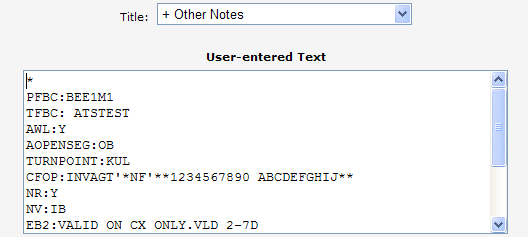 Title: + Other Notes
User-entered Text
*
PFBC:BEE1M1
TFBC: ATSTEST
AWL:Y
AOPENSEG:OB
TURNPOINT:KUL
CFOP:INVAGT'*NF'**1234567890 ABCDEFGHIJ**
NR:Y
NV:IB
EB2:VALID ON CX ONLY.VLD 2-7D